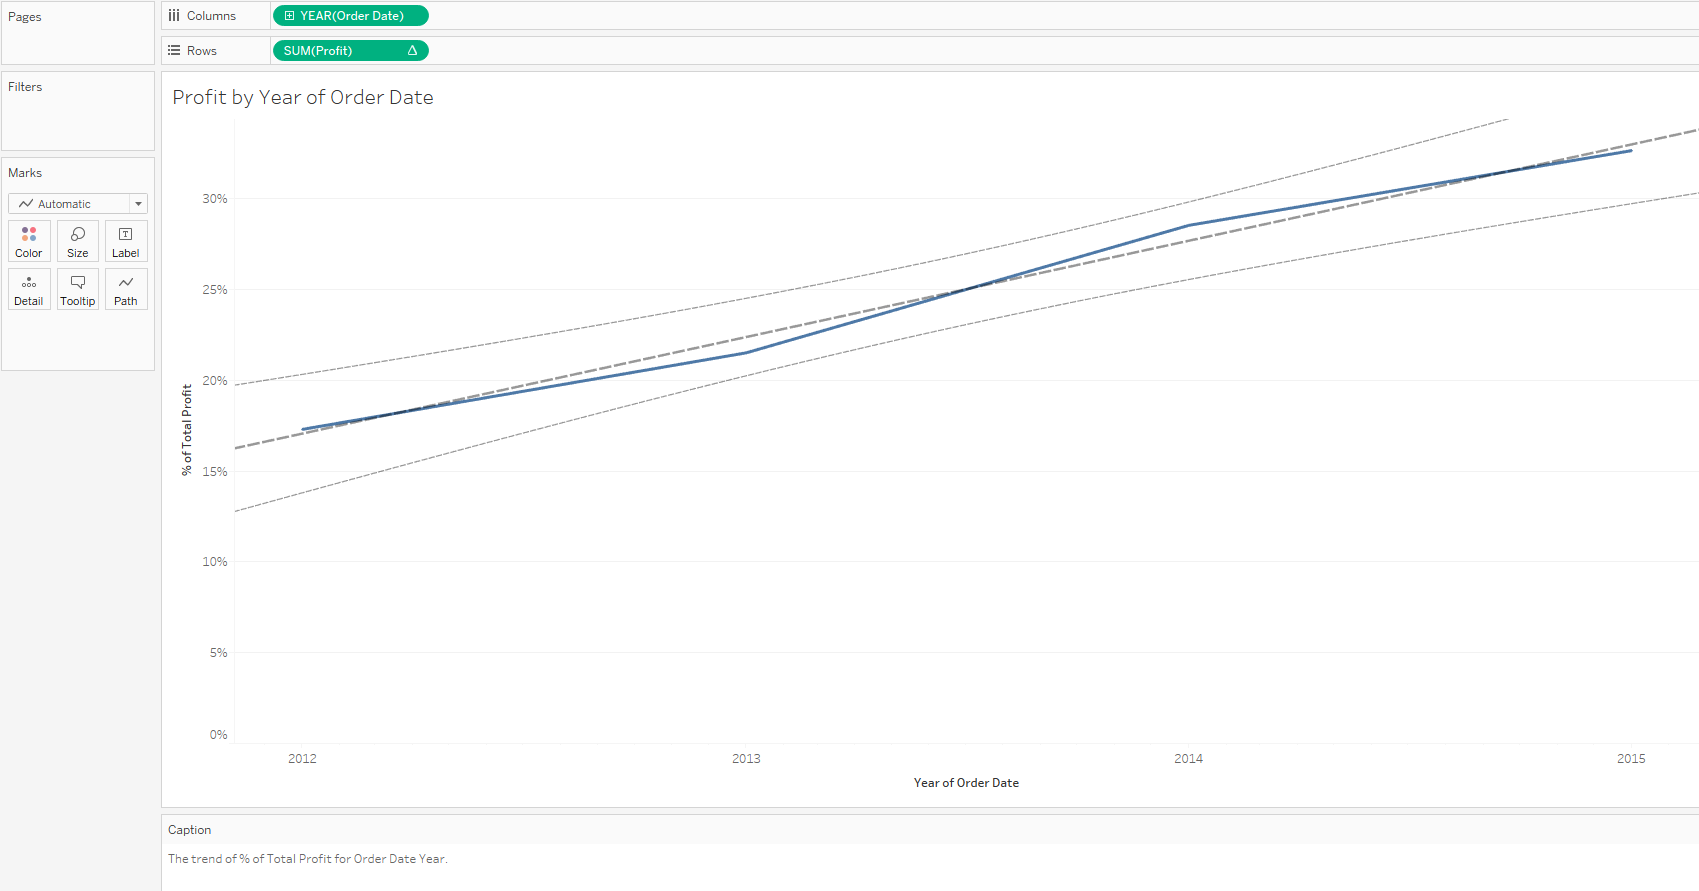 Pages
Columns
YEAR(Order Date)
Rows
SUM(Profit)
Filters
Marks
Automatic
Color
Size
Label
Detail
Tooltip
Path
Profit by Year of Order Date
% of Total Profit
30%
25%
20%
15%
10%
5%
0%
2012
2013
2014
2015
Year of Order Date
Caption
The trend of % of Total Profit for Order Date Year.